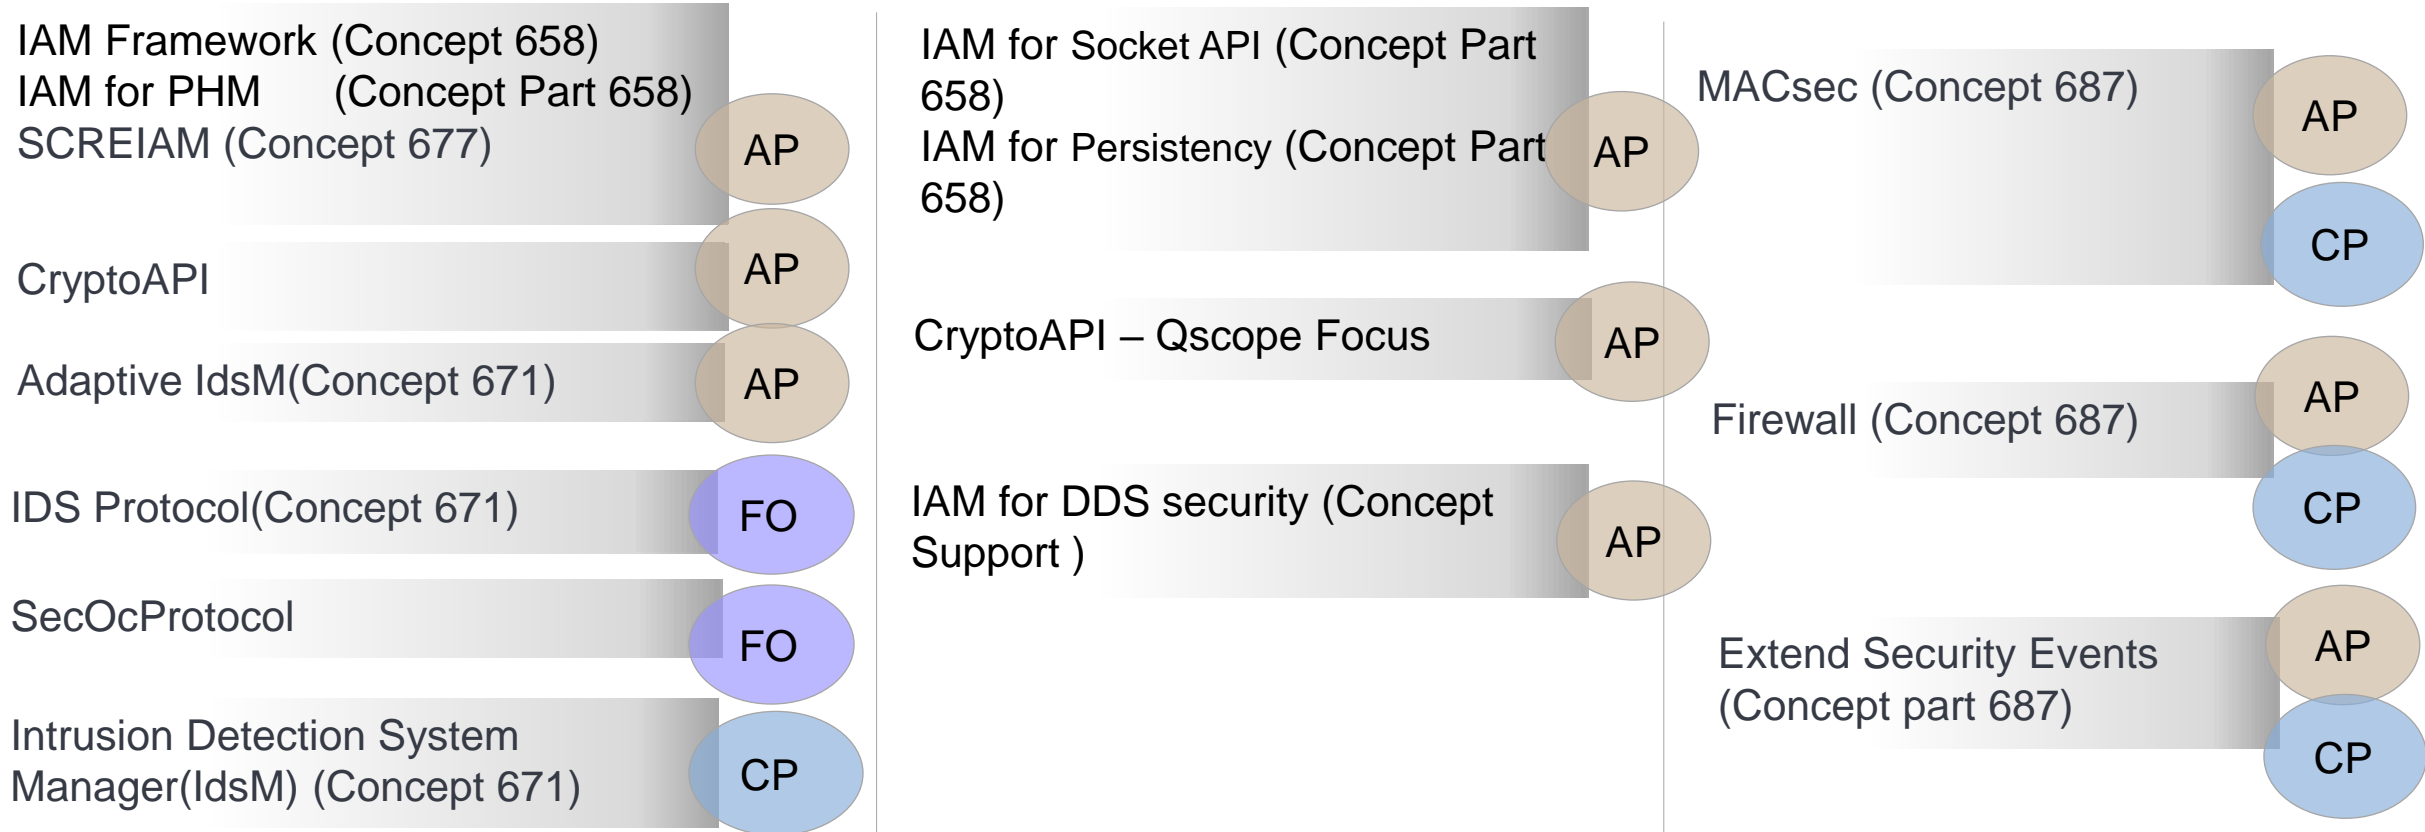 IAM Framework (Concept 658)
IAM for PHM (Concept Part 658)
SCREIAM (Concept 677)
AP
CryptoAPI
AP
Adaptive IdsM(Concept 671)
AP
IDS Protocol(Concept 671)
FO
SecOcProtocol
FO
Intrusion Detection System
Manager(IdsM) (Concept 671)
CP
IAM for Socket API (Concept Part
658)
IAM for Persistency (Concept Part
658)
AP
CryptoAPI – Qscope Focus
AP
IAM for DDS security (Concept
Support )
AP
MACsec (Concept 687)
AP
CP
Firewall (Concept 687)
AP
CP
Extend Security Events
(Concept part 687)
AP
CP